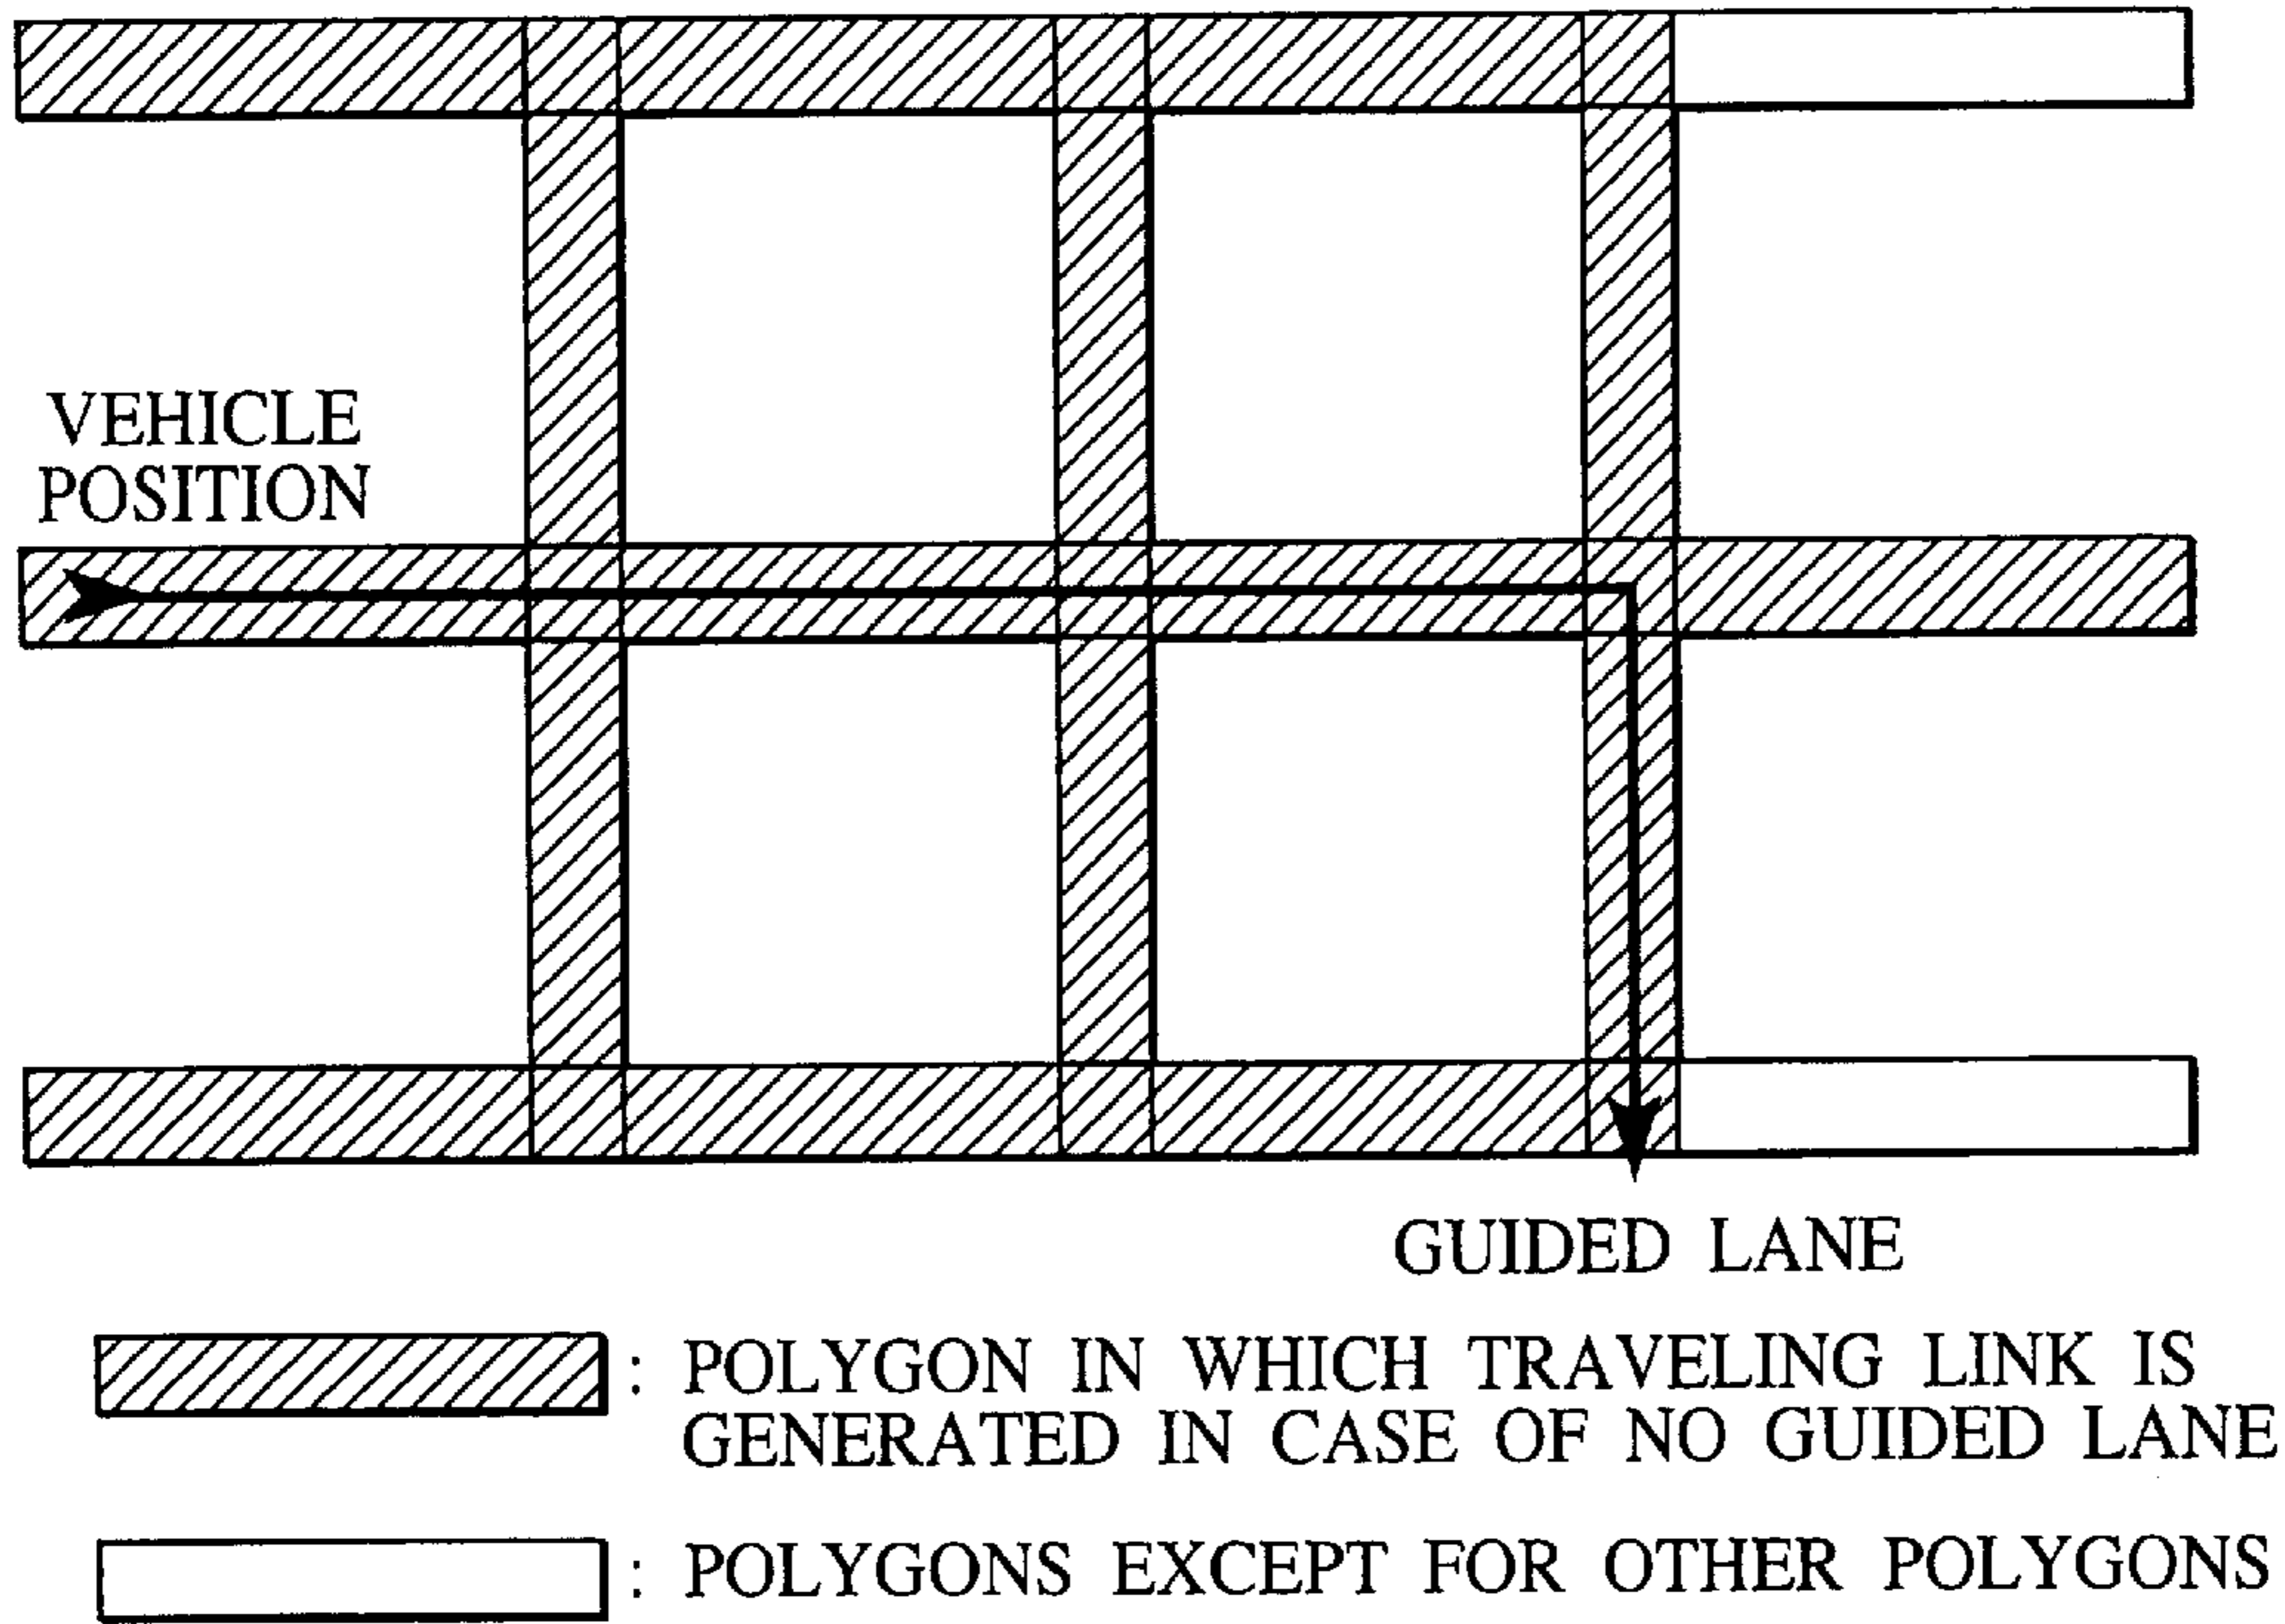 VEHICLE
POSITION
GUIDED LANE
: POLYGON IN WHICH TRAVELING LINK IS
GENERATED IN CASE OF NO GUIDED LANE
: POLYGONS EXCEPT FOR OTHER POLYGONS